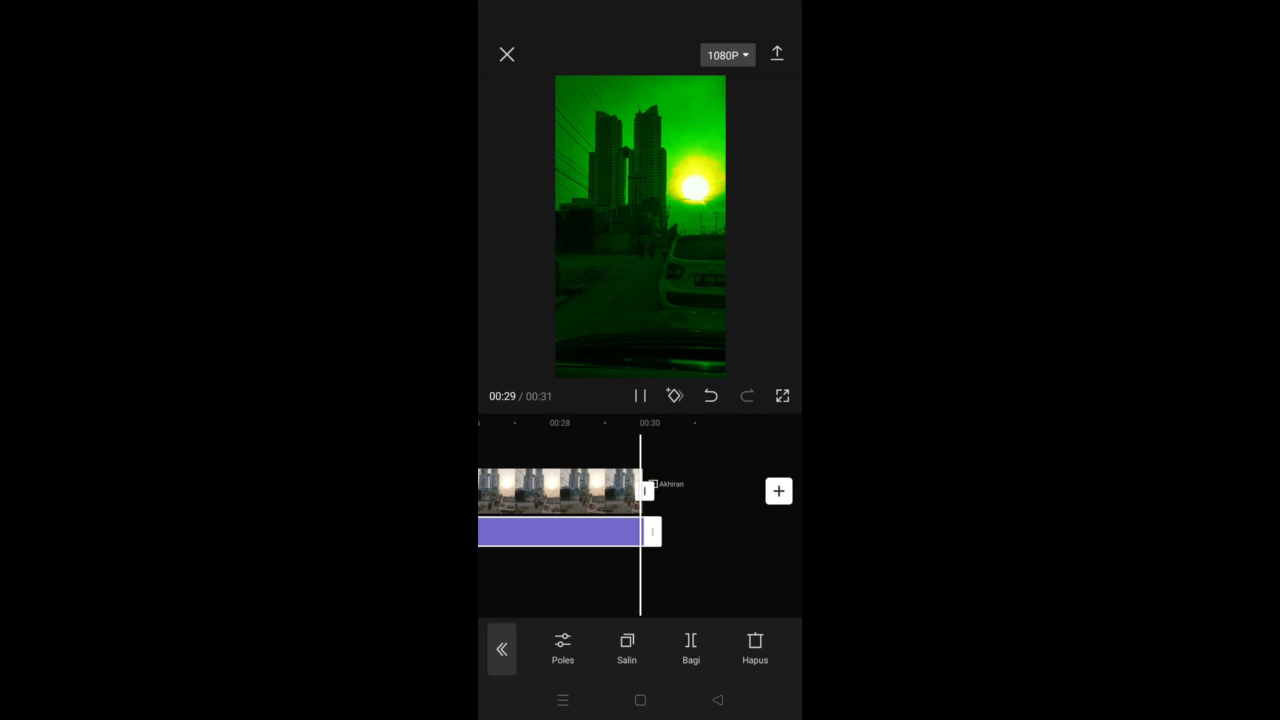 1080P
00:29 / 00:31
00:28
00:30
Akhiran
Poles
Salin
Bagi
Hapus